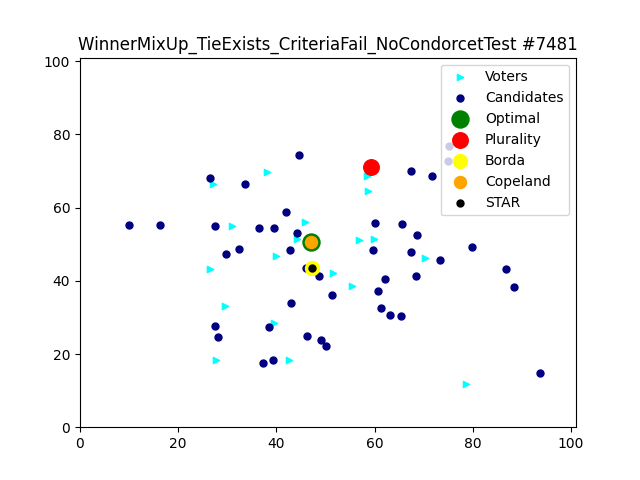 WinnerMixUp_TieExists_CriteriaFail_NoCondorcetTest #7481
100
80
60
40
20
0
0 20 40 60 80 100
Voters
Candidates
Optimal
Plurality
Borda
Copeland
STAR